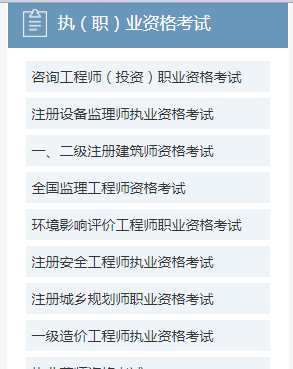 执（职）业资格考试
咨询工程师（投资）职业资格考试
注册设备监理师执业资格考试
一、二级注册建筑师资格考试
全国监理工程师资格考试
环境影响评价工程师职业资格考试
注册安全工程师执业资格考试
注册城乡规划师职业资格考试
一级造价工程师执业资格考试